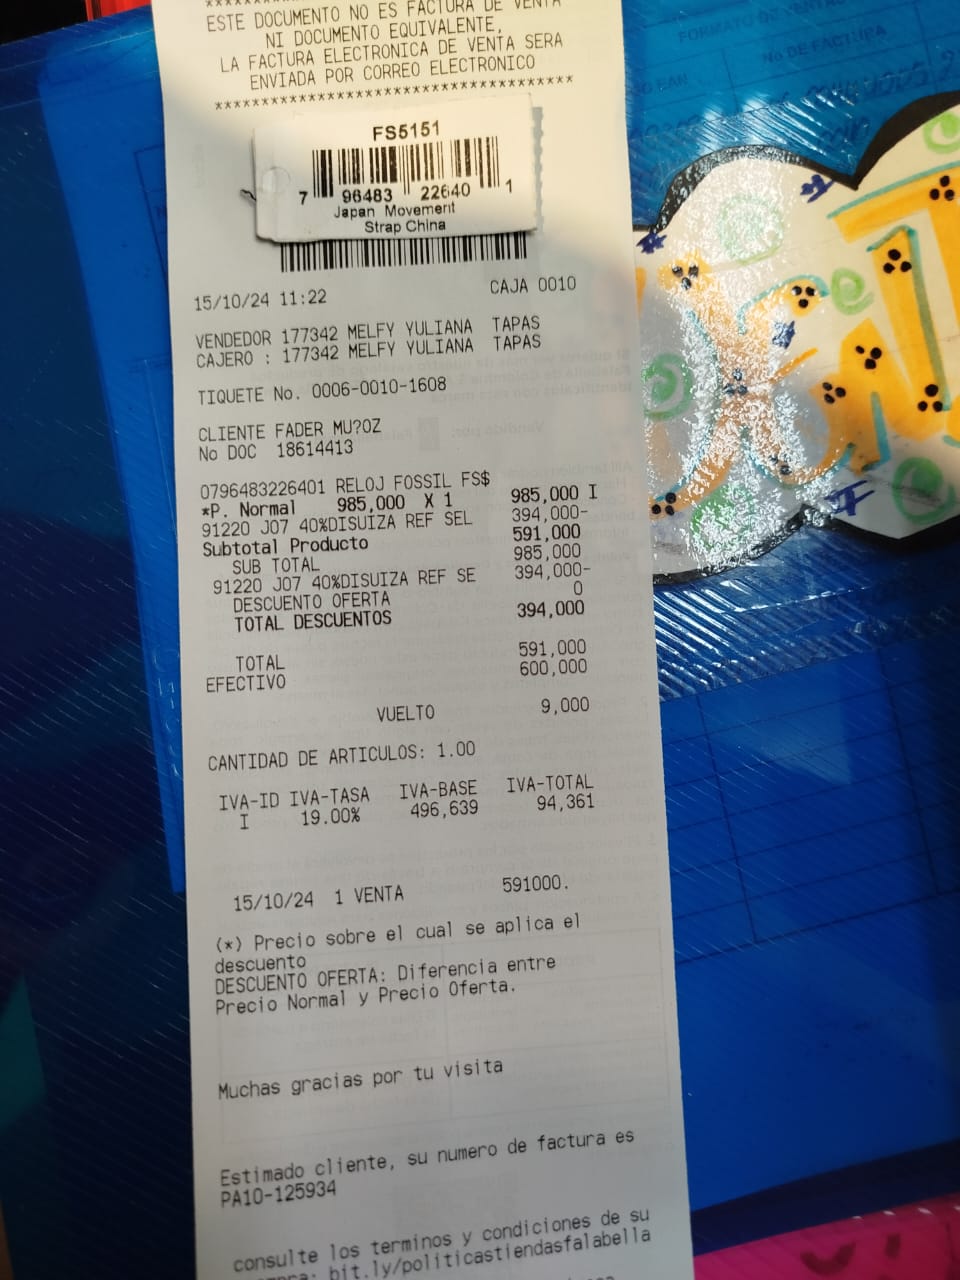 ESTE DOCUMENTO NO ES FACTURA DE VENTA
NI DOCUMENTO EQUIVALENTE,
LA FACTURA ELECTRONICA DE VENTA SERA
ENVIADA POR CORREO ELECTRONICO
**********************************
FS5151
7 96483 22640 1
Japan Movement
Strap China
15/10/24 11:22 CAJA 0010
VENDEDOR 177342 MELFY YULIANA TAPAS
CAJERO : 177342 MELFY YULIANA TAPAS
TIQUETE No. 0006-0010-1608
CLIENTE FADER MU?OZ
No DOC 18614413
0796483226401 RELOJ FOSSIL FS$
*P. Normal 985,000 X 1 985,000 I
91220 J07 40%DISUIZA REF SEL 394,000-
Subtotal Producto 591,000
SUB TOTAL 985,000
91220 J07 40%DISUIZA REF SE 394,000-
DESCUENTO OFERTA 0
TOTAL DESCUENTOS 394,000
TOTAL 591,000
EFECTIVO 600,000
VUELTO 9,000
CANTIDAD DE ARTICULOS: 1.00
IVA-ID IVA-TASA IVA-BASE IVA-TOTAL
I 19.00% 496,639 94,361
15/10/24 1 VENTA 591000.
(*) Precio sobre el cual se aplica el
descuento
DESCUENTO OFERTA: Diferencia entre
Precio Normal y Precio Oferta.
Muchas gracias por tu visita
Estimado cliente, su numero de factura es
PA10-125934
consulte los terminos y condiciones de su
bit.ly/politicastiendasfalabella
No DE FACTURA